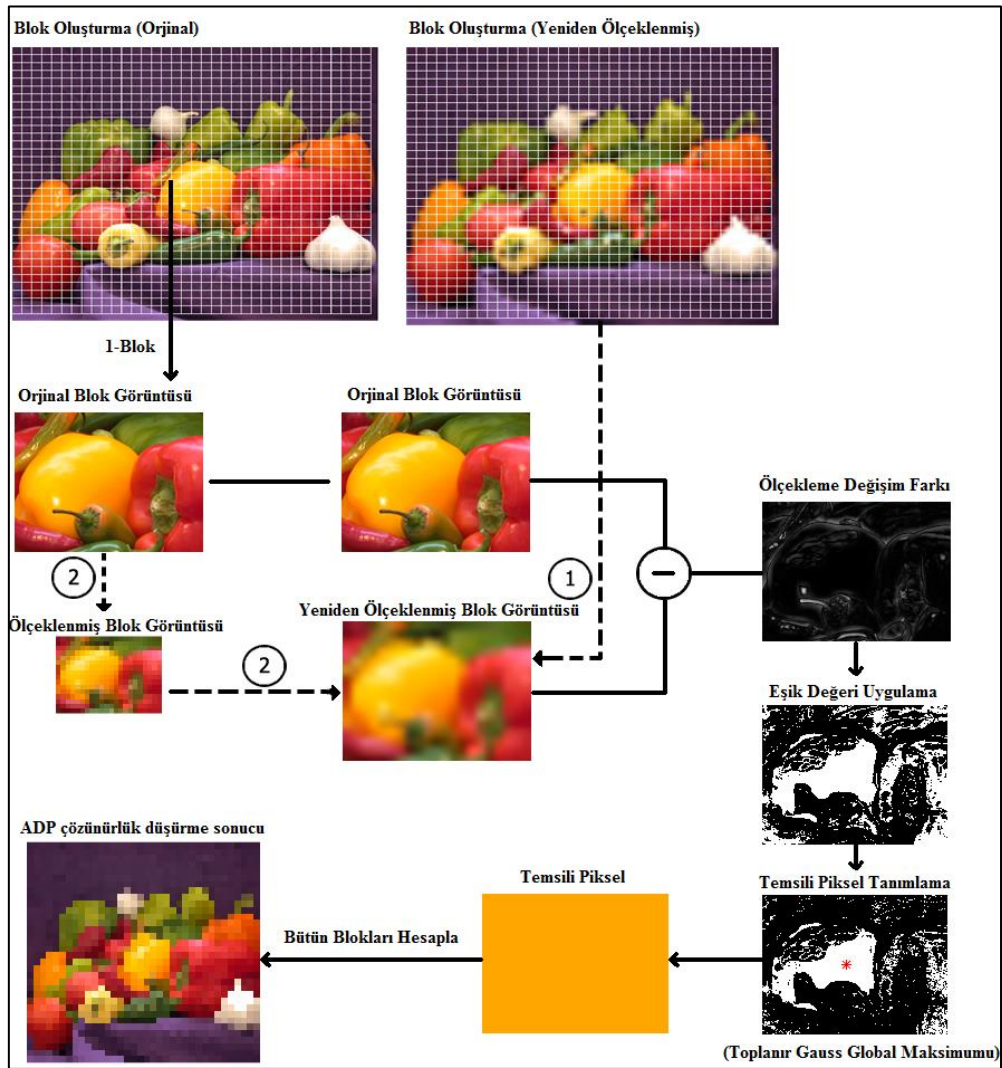 Blok Oluşturma (Orjinal)
Blok Oluşturma (Yeniden Ölçeklenmiş)
1-Blok
Orjinal Blok Görüntüsü
Orjinal Blok Görüntüsü
Ölçekleme Değişim Farkı
2
1
Ölçeklenmiş Blok Görüntüsü
Yeniden Ölçeklenmiş Blok Görüntüsü
2
Eşik Değeri Uygulama
ADP çözünürlük düşürme sonucu
Temsili Piksel
Temsili Piksel Tanımlama
Bütün Blokları Hesapla
(Toplanır Gauss Global Maksimumu)